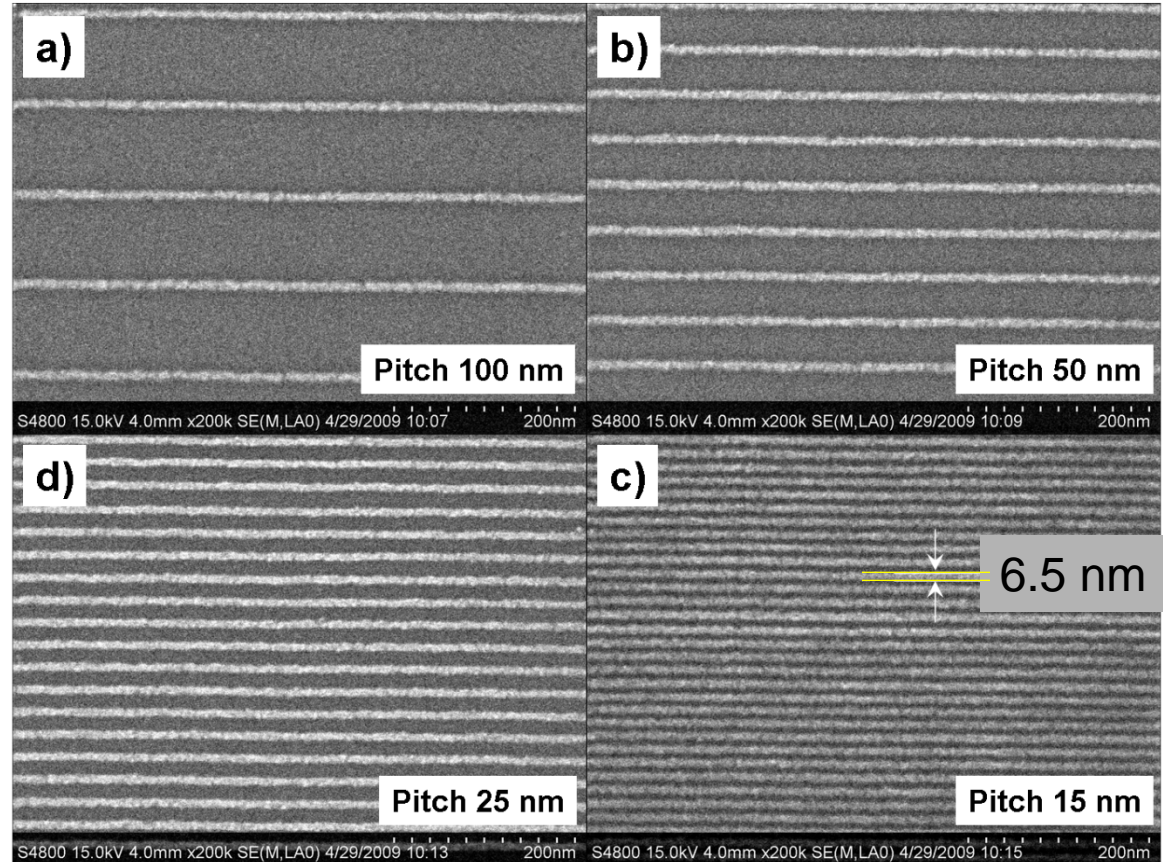 a)
Pitch 100 nm
S4800 15.0kV 4.0mm x200k SE(M,LA0) 4/29/2009 10:07 200nm
b)
Pitch 50 nm
S4800 15.0kV 4.0mm x200k SE(M,LA0) 4/29/2009 10:09 200nm
d)
Pitch 25 nm
S4800 15.0kV 4.0mm x200k SE(M,LA0) 4/29/2009 10:13 200nm
c)
6.5 nm
Pitch 15 nm
S4800 15.0kV 4.0mm x200k SE(M,LA0) 4/29/2009 10:15 200nm